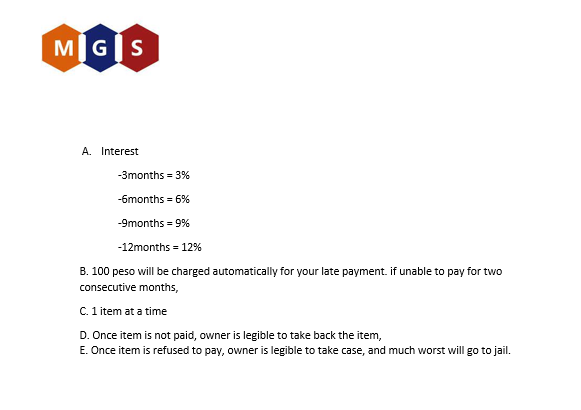 M G S
A. Interest
-3months = 3%
-6months = 6%
-9months = 9%
-12months = 12%
B. 100 peso will be charged automatically for your late payment. if unable to pay for two
consecutive months,
C. 1 item at a time
D. Once item is not paid, owner is legible to take back the item,
E. Once item is refused to pay, owner is legible to take case, and much worst will go to jail.